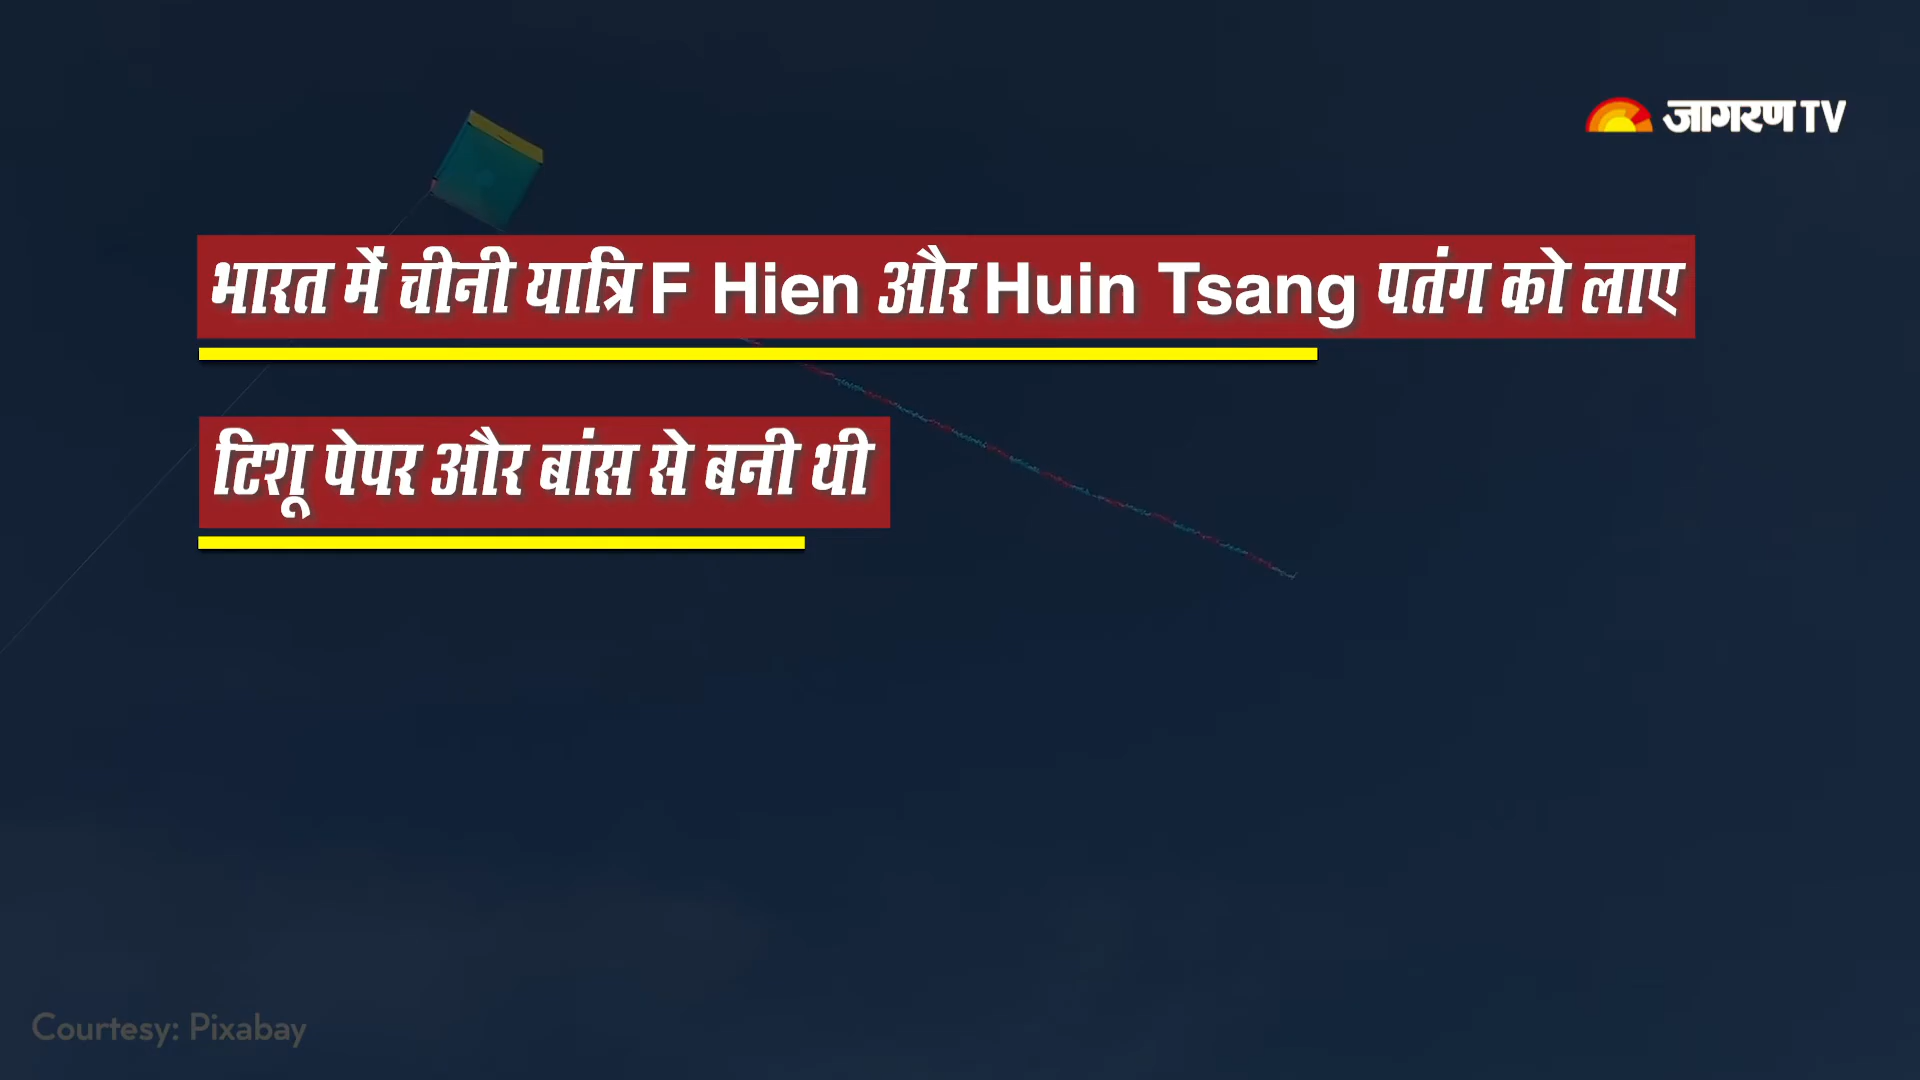 जागरण TV
भारत में चीनी यात्रि F Hien और Huin Tsang पतंग को लाए
टिशू पेपर और बांस से बनी थी
Courtesy: Pixabay